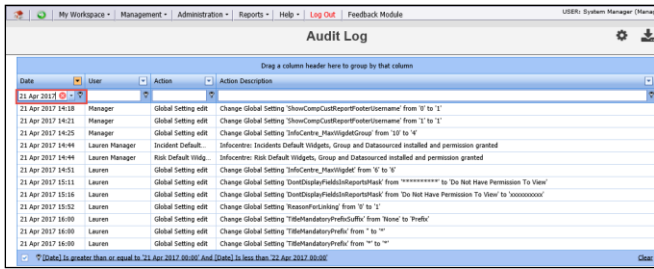 My Workspace Management Administration Reports Help Log Out Feedback Module USER: System Manager (Manag
Audit Log
Drag a column header here to group by that column
Date User Action Action Description
21 Apr 2017
21 Apr 2017 14:18 Manager Global Setting edit Change Global Setting 'ShowCompCustReportFooterUsername' from '0' to '1'
21 Apr 2017 14:21 Manager Global Setting edit Change Global Setting 'ShowCompCustReportFooterUsername' from '1' to '1'
21 Apr 2017 14:25 Manager Global Setting edit Change Global Setting 'InfoCentre_MaxWigdetGroup' from '10' to '4'
21 Apr 2017 14:44 Lauren Manager Incident Default... Infocentre: Incidents Default Widgets, Group and Datasourced installed and permission granted
21 Apr 2017 14:44 Lauren Manager Risk Default Widg... Infocentre: Risk Default Widgets, Group and Datasourced installed and permission granted
21 Apr 2017 14:51 Lauren Global Setting edit Change Global Setting 'InfoCentre_MaxWigdet' from '6' to '6'
21 Apr 2017 15:11 Lauren Global Setting edit Change Global Setting 'DontDisplayFieldsInReportsMask' from '**********' to 'Do Not Have Permission To View'
21 Apr 2017 15:16 Lauren Global Setting edit Change Global Setting 'DontDisplayFieldsInReportsMask' from 'Do Not Have Permission To View' to 'xxxxxxxxxx'
21 Apr 2017 15:52 Lauren Global Setting edit Change Global Setting 'ReasonForLinking' from '0' to '1'
21 Apr 2017 16:00 Lauren Global Setting edit Change Global Setting 'TitleMandatoryPrefixSuffix' from 'None' to 'Prefix'
21 Apr 2017 16:00 Lauren Global Setting edit Change Global Setting 'TitleMandatoryPrefix' from '' to '*'
21 Apr 2017 16:00 Lauren Global Setting edit Change Global Setting 'TitleMandatoryPrefix' from '*' to '*'
[Date] Is greater than or equal to '21 Apr 2017 00:00' And [Date] Is less than '22 Apr 2017 00:00' Clear